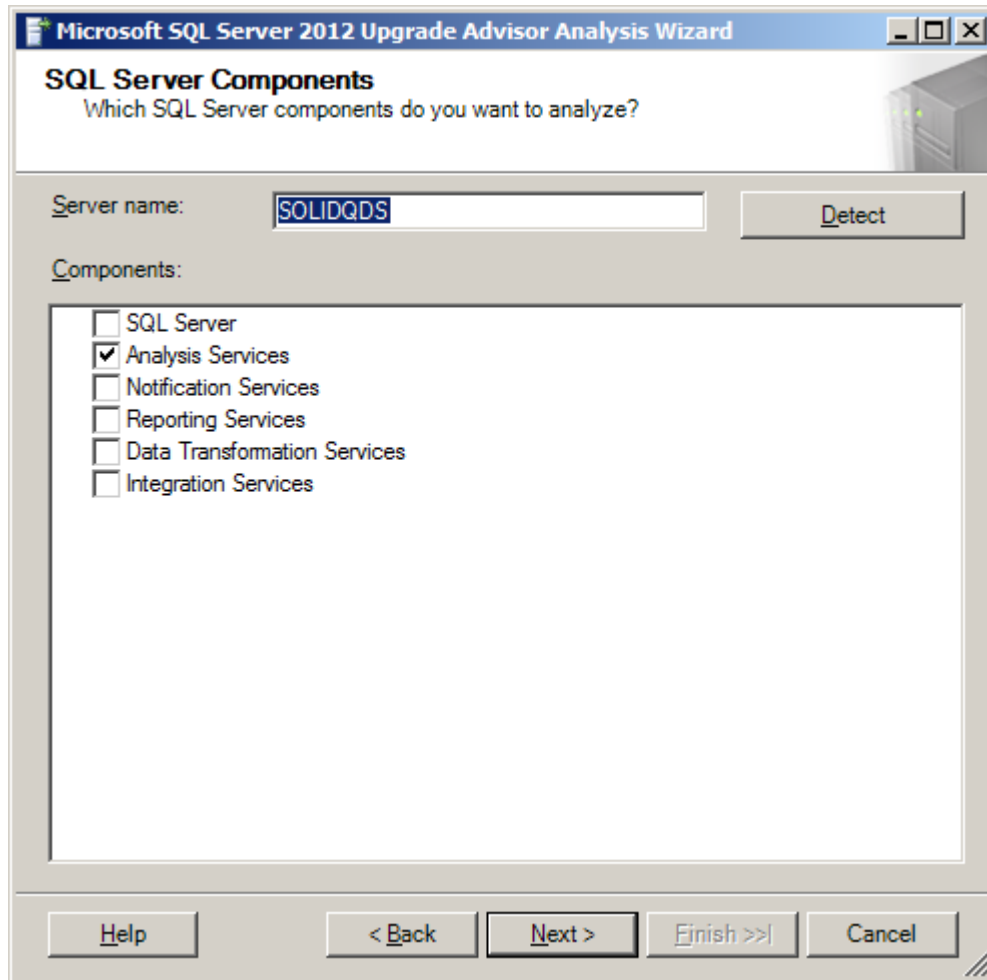 Microsoft SQL Server 2012 Upgrade Advisor Analysis Wizard
SQL Server Components
Which SQL Server components do you want to analyze?
Server name:
SOLIDQDS
Detect
Components:
SQL Server
Analysis Services
Notification Services
Reporting Services
Data Transformation Services
Integration Services
Help
< Back
Next >
Finish >>|
Cancel